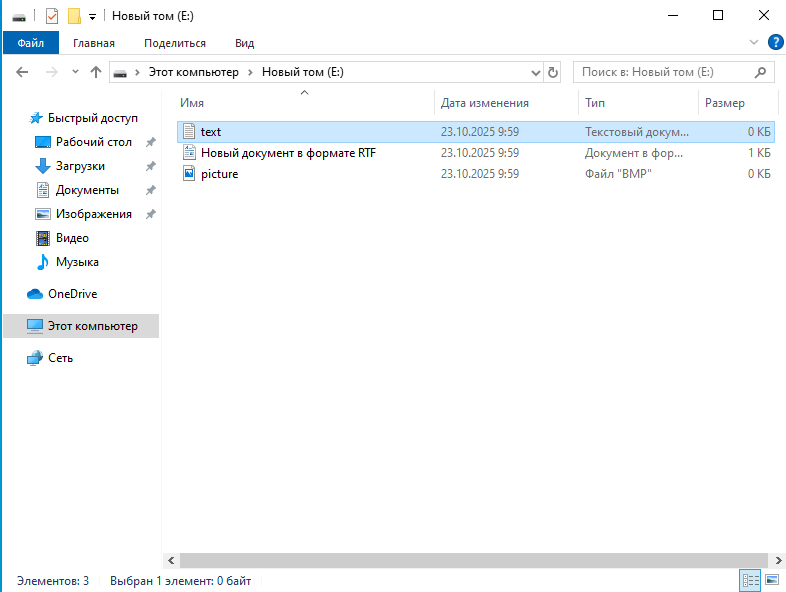 Новый том (E:)
Файл Главная Поделиться Вид
Этот компьютер Новый том (E:) Поиск в: Новый том (E:)
Имя Дата изменения Тип Размер
Быстрый доступ
Рабочий стол
Загрузки
Документы
Изображения
Видео
Музыка
OneDrive
Этот компьютер
Сеть
text 23.10.2025 9:59 Текстовый докум... 0 КБ
Новый документ в формате RTF 23.10.2025 9:59 Документ в фор... 1 КБ
picture 23.10.2025 9:59 Файл "BMP" 0 КБ
Элементов: 3 Выбран 1 элемент: 0 байт